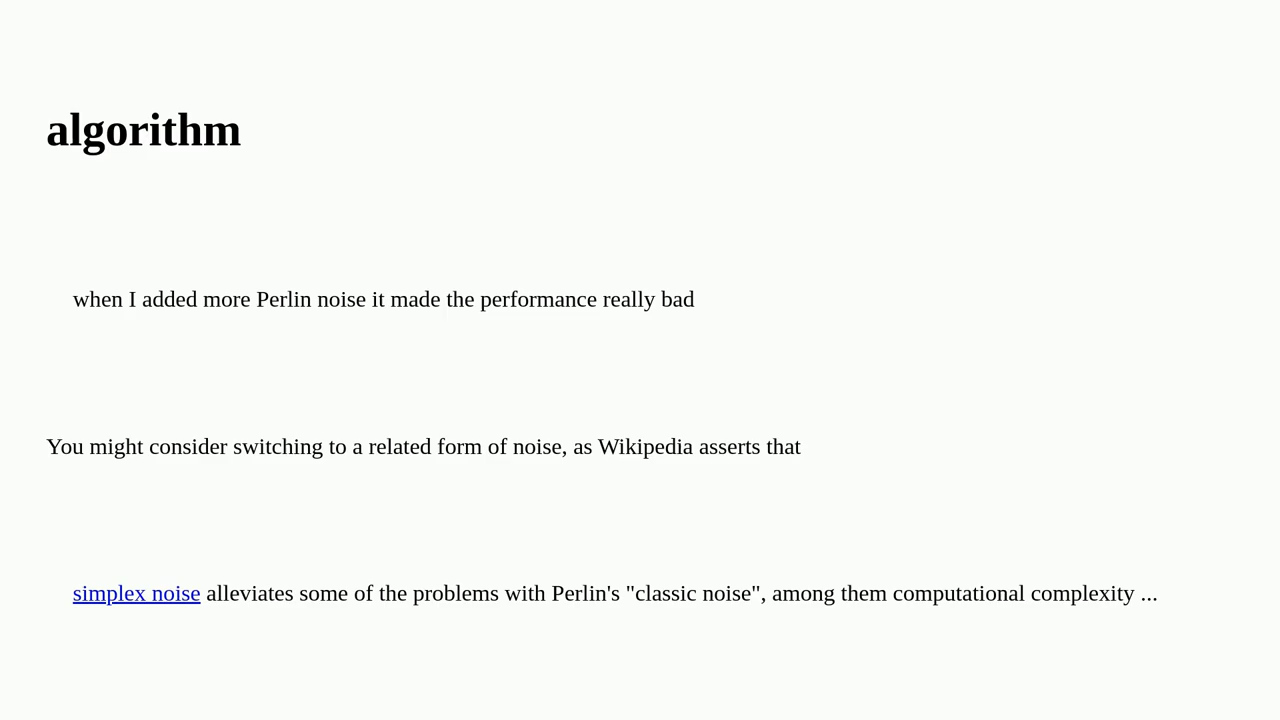 algorithm
when I added more Perlin noise it made the performance really bad
You might consider switching to a related form of noise, as Wikipedia asserts that
simplex noise alleviates some of the problems with Perlin's "classic noise", among them computational complexity ...